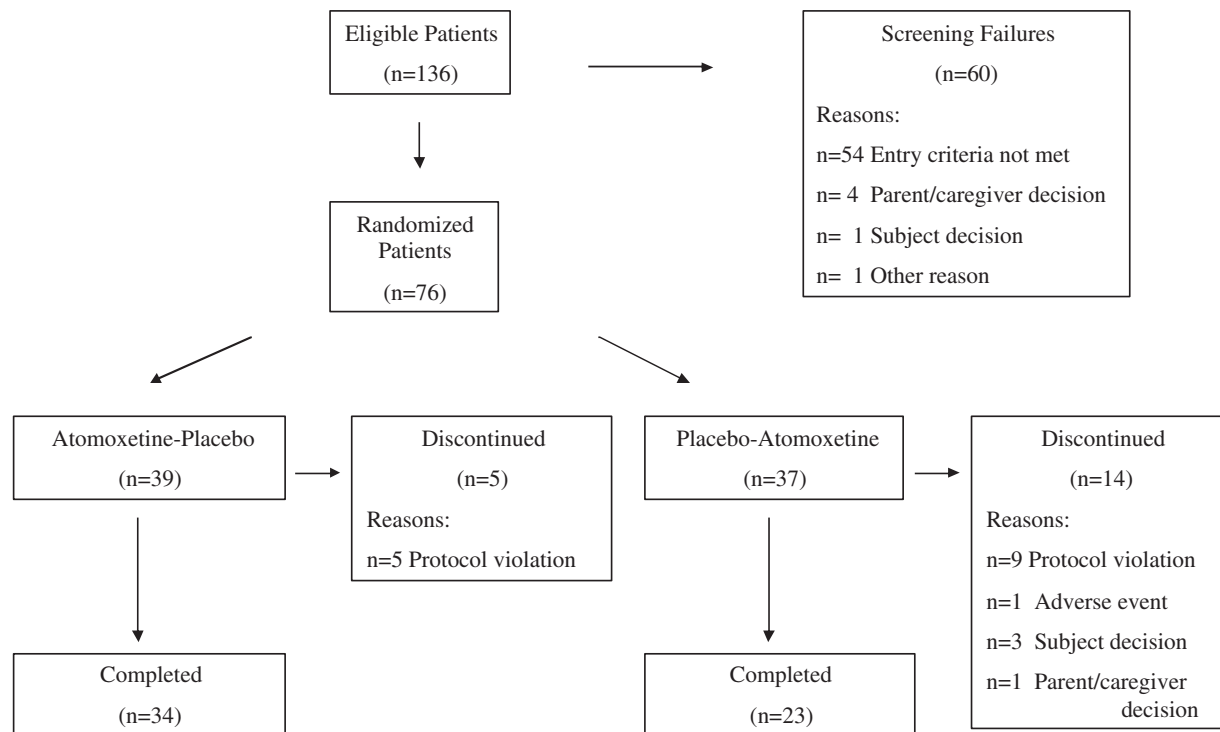 Eligible Patients
(n=136)
Screening Failures
(n=60)
Reasons:
n=54 Entry criteria not met
n= 4 Parent/caregiver decision
n= 1 Subject decision
n= 1 Other reason
Randomized
Patients
(n=76)
Atomoxetine-Placebo
(n=39)
Discontinued
(n=5)
Reasons:
n=5 Protocol violation
Placebo-Atomoxetine
(n=37)
Discontinued
(n=14)
Reasons:
n=9 Protocol violation
n=1 Adverse event
n=3 Subject decision
n=1 Parent/caregiver
decision
Completed
(n=34)
Completed
(n=23)